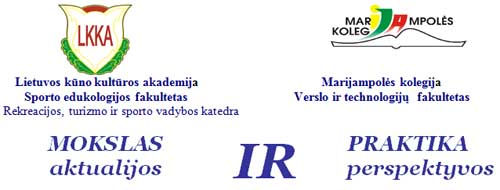 LKKA
MARIJAMPOLĖS
KOLEGIJA
Lietuvos kūno kultūros akademija
Sporto edukologijos fakultetas
Rekreacijos, turizmo ir sporto vadybos katedra
Marijampolės kolegija
Verslo ir technologijų fakultetas
MOKSLAS IR PRAKTIKA
aktualijos perspektyvos